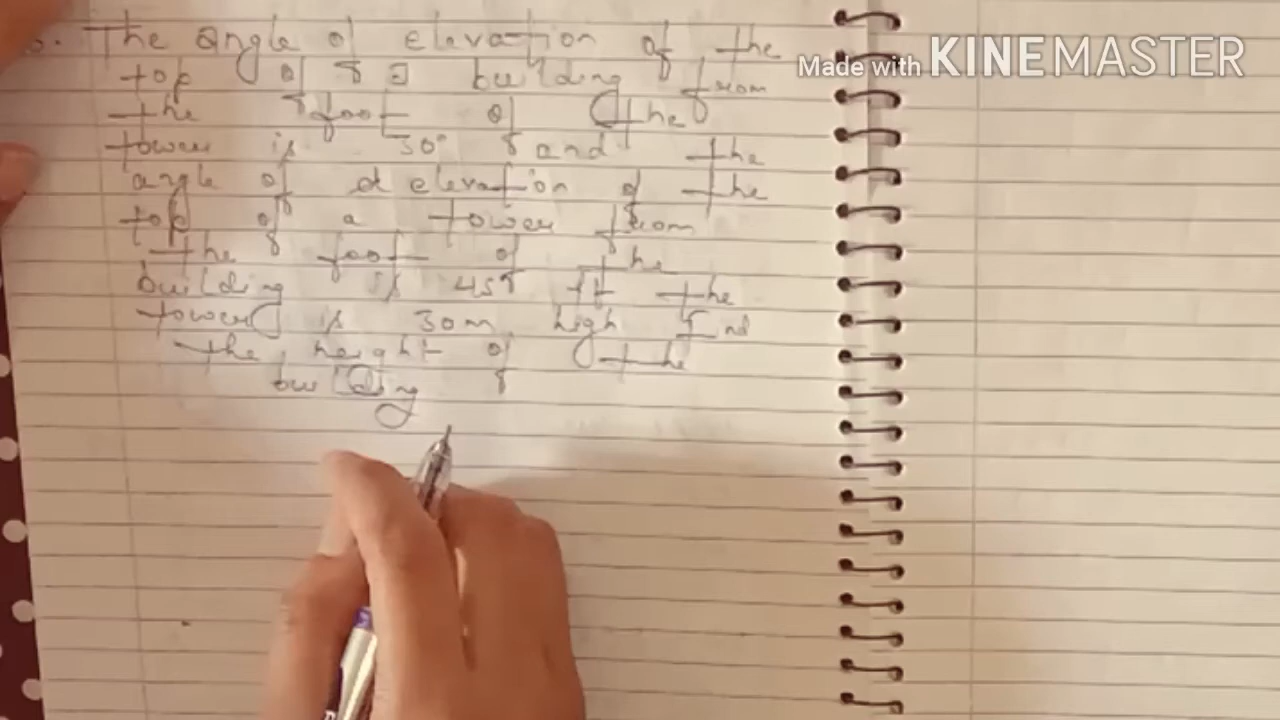 The angle of elevation of the
top of a building from
the foot of the
tower is 30° and the
angle of elevation of the
top of a tower from
the foot of the
building is 45° If the
tower is 30m high find
the height of the
building
Made with KINEMASTER